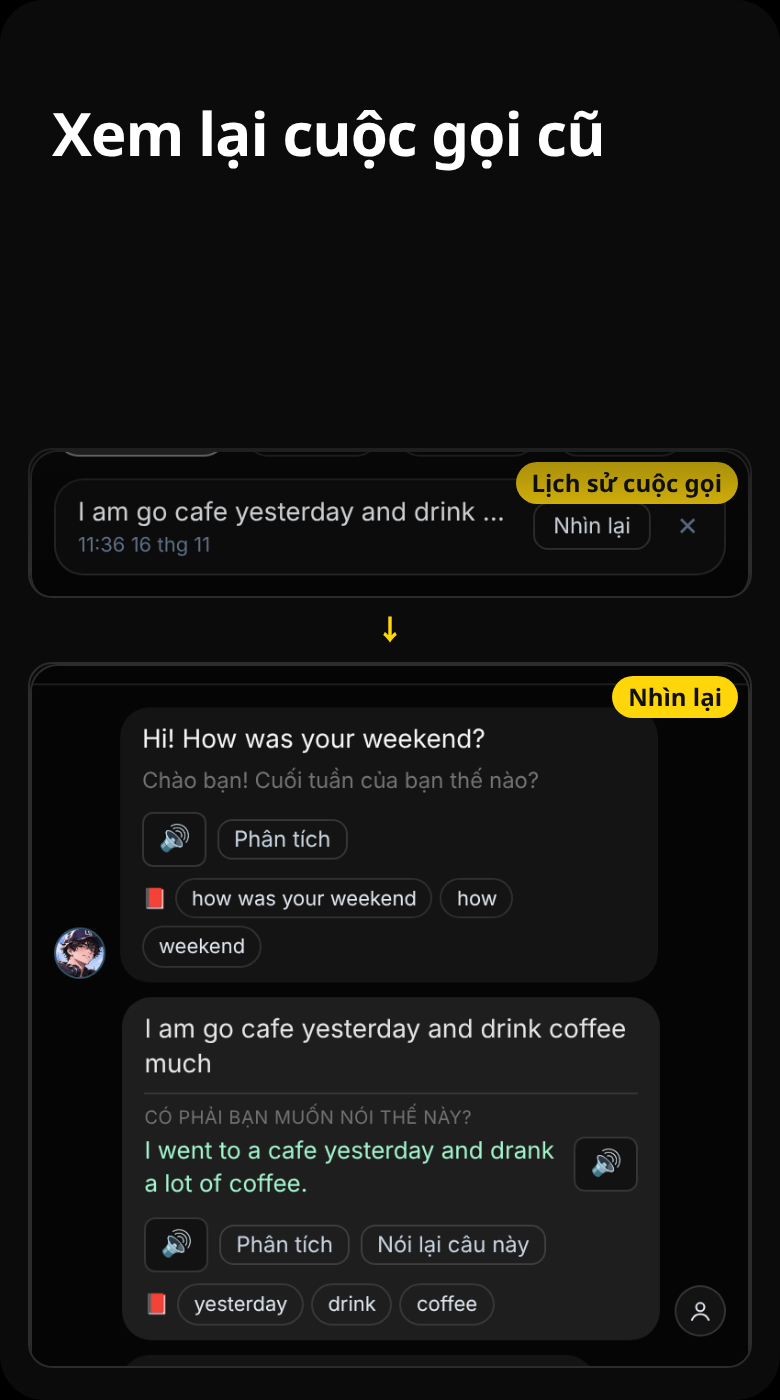 Xem lại cuộc gọi cũ
Lịch sử cuộc gọi
I am go cafe yesterday and drink ...
11:36 16 thg 11
Nhìn lại
✕
↓
Nhìn lại
Hi! How was your weekend?
Chào bạn! Cuối tuần của bạn thế nào?
Phân tích
how was your weekend
how
weekend
I am go cafe yesterday and drink coffee
much
CÓ PHẢI BẠN MUỐN NÓI THẾ NÀY?
I went to a cafe yesterday and drank
a lot of coffee.
Phân tích
Nói lại câu này
yesterday
drink
coffee